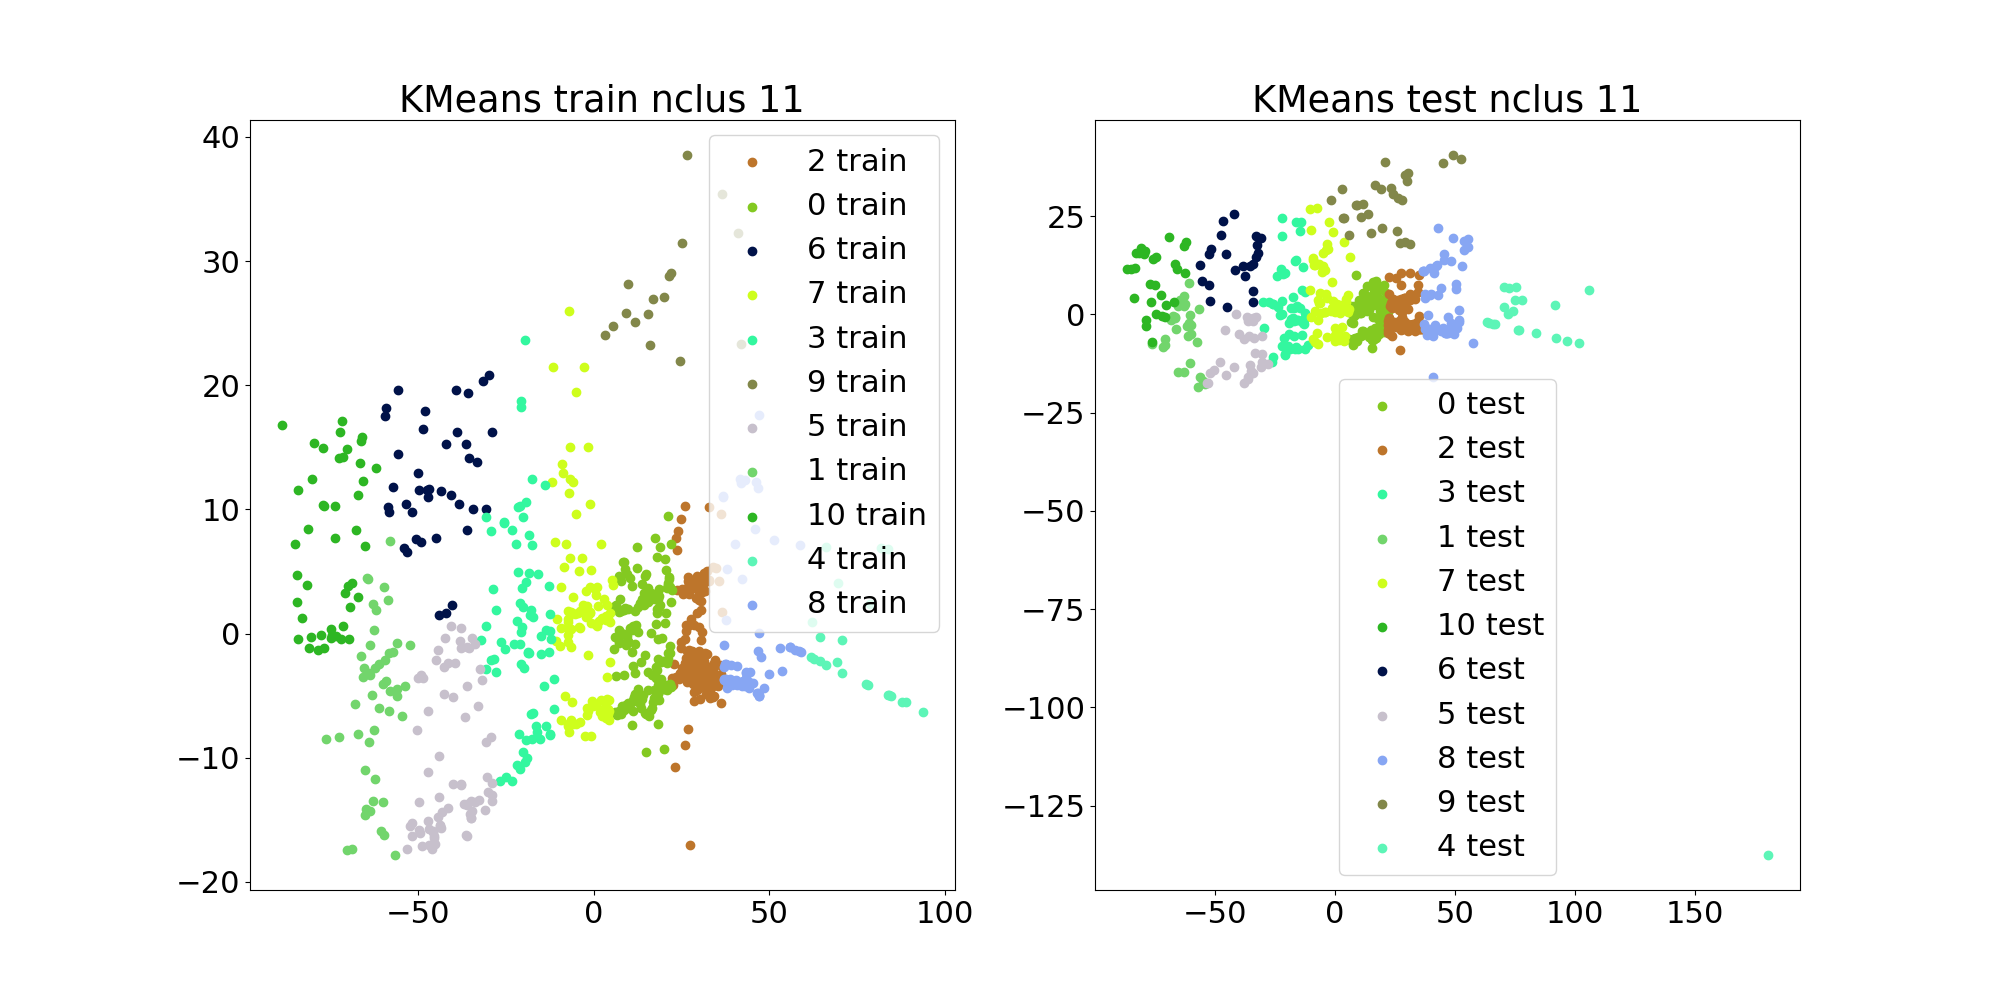 KMeans train nclus 11
40
30
20
10
0
−10
−20
−50
0
50
100
2 train
0 train
6 train
7 train
3 train
9 train
5 train
1 train
10 train
4 train
8 train
KMeans test nclus 11
25
0
−25
−50
−75
−100
−125
−50
0
50
100
150
0 test
2 test
3 test
1 test
7 test
10 test
6 test
5 test
8 test
9 test
4 test